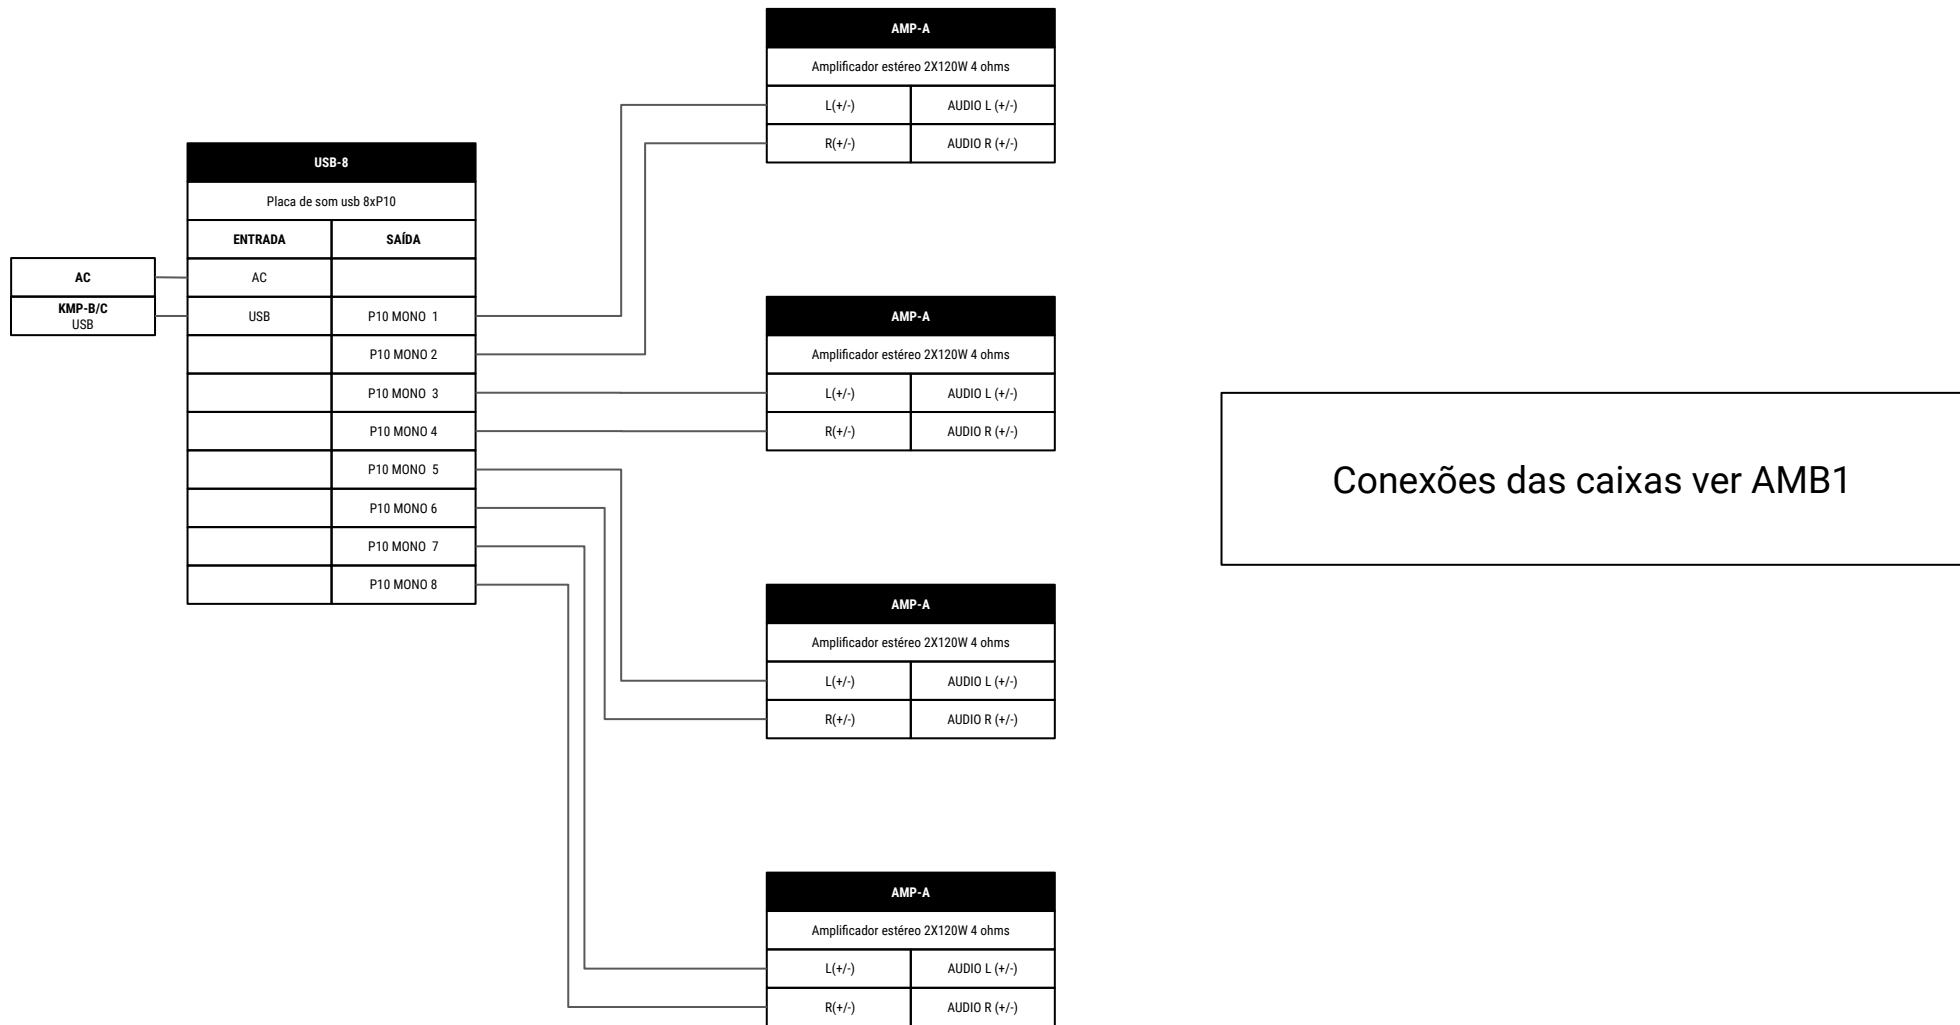 AMP-A
Amplificador estéreo 2X120W 4 ohms
L(+/-) AUDIO L (+/-)
R(+/-) AUDIO R (+/-)
USB-8
Placa de som usb 8xP10
ENTRADA SAÍDA
AC AC
KMP-B/C
USB
USB P10 MONO 1
P10 MONO 2
P10 MONO 3
P10 MONO 4
P10 MONO 5
P10 MONO 6
P10 MONO 7
P10 MONO 8
AMP-A
Amplificador estéreo 2X120W 4 ohms
L(+/-) AUDIO L (+/-)
R(+/-) AUDIO R (+/-)
Conexões das caixas ver AMB1
AMP-A
Amplificador estéreo 2X120W 4 ohms
L(+/-) AUDIO L (+/-)
R(+/-) AUDIO R (+/-)
AMP-A
Amplificador estéreo 2X120W 4 ohms
L(+/-) AUDIO L (+/-)
R(+/-) AUDIO R (+/-)